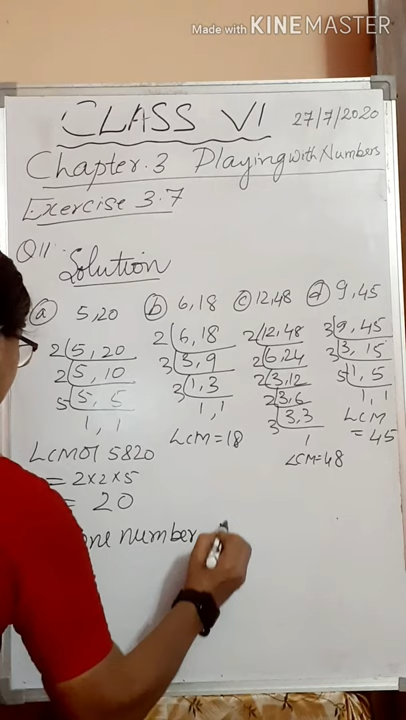 Made with KINEMASTER
CLASS VI 27/7/2020
Chapter.3 Playing with Numbers
Exercise 3.7
Q11.
Solution
(a) 5,20
2 5, 20
2 5, 10
5 5, 5
1, 1
LCM of 5&20
= 2×2×5
= 20
(b) 6,18
2 6, 18
3 3, 9
3 1, 3
1, 1
LCM = 18
(c) 12,48
2 12, 48
2 6, 24
2 3, 12
2 3, 6
3 3, 3
1
LCM = 48
(d) 9,45
3 9, 45
3 3, 15
5 1, 5
1, 1
LCM
= 45
one number